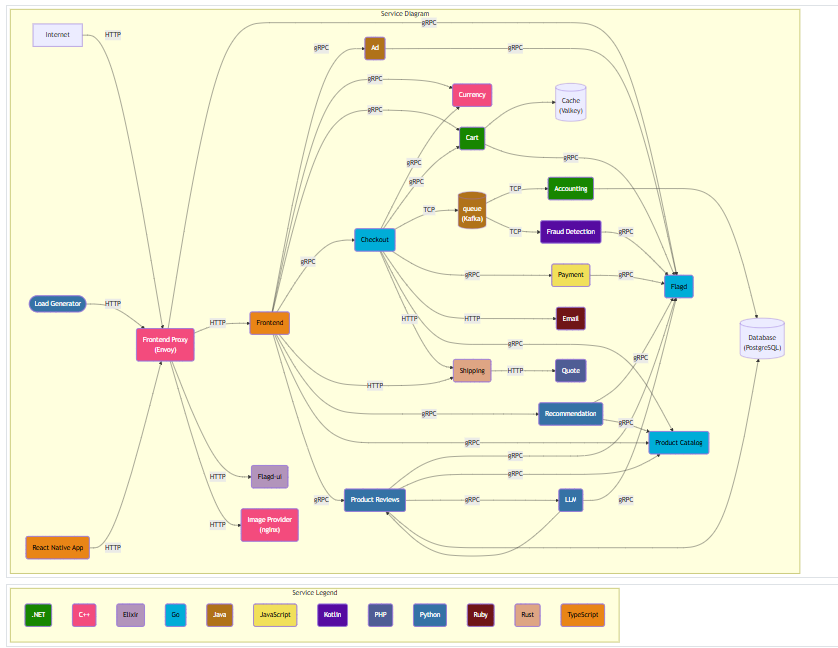 Service Diagram
gRPC
Internet
HTTP
gRPC
Ad
gRPC
gRPC
Currency
Cache
(Valkey)
gRPC
Cart
gRPC
gRPC
gRPC
TCP
Accounting
TCP
queue
(Kafka)
TCP
Fraud Detection
gRPC
Checkout
gRPC
gRPC
Payment
gRPC
Flagd
Load Generator
HTTP
HTTP
Frontend
HTTP
HTTP
Email
Frontend Proxy
(Envoy)
gRPC
Database
(PostgreSQL)
gRPC
Shipping
HTTP
Quote
HTTP
gRPC
Recommendation
gRPC
gRPC
Product Catalog
gRPC
HTTP
Flagd-ui
gRPC
gRPC
Product Reviews
gRPC
LLM
gRPC
HTTP
Image Provider
(nginx)
React Native App
HTTP
Service Legend
.NET
C++
Elixir
Go
Java
JavaScript
Kotlin
PHP
Python
Ruby
Rust
TypeScript